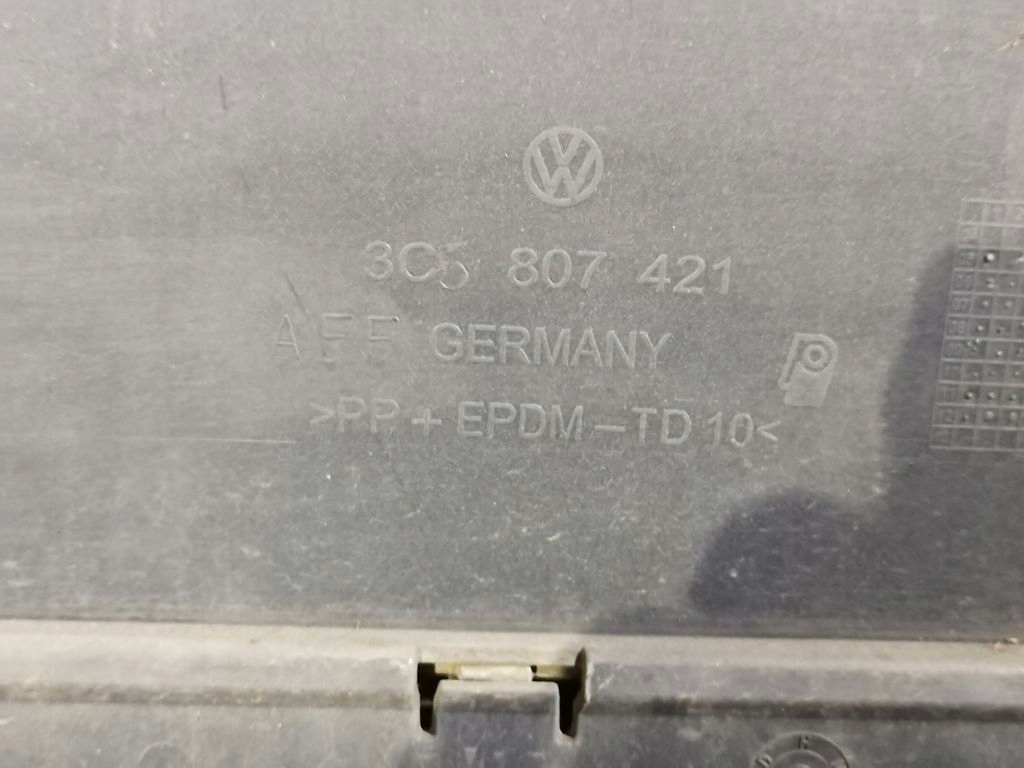 3C5 807 421
GERMANY
>PP + EPDM – TD 10<